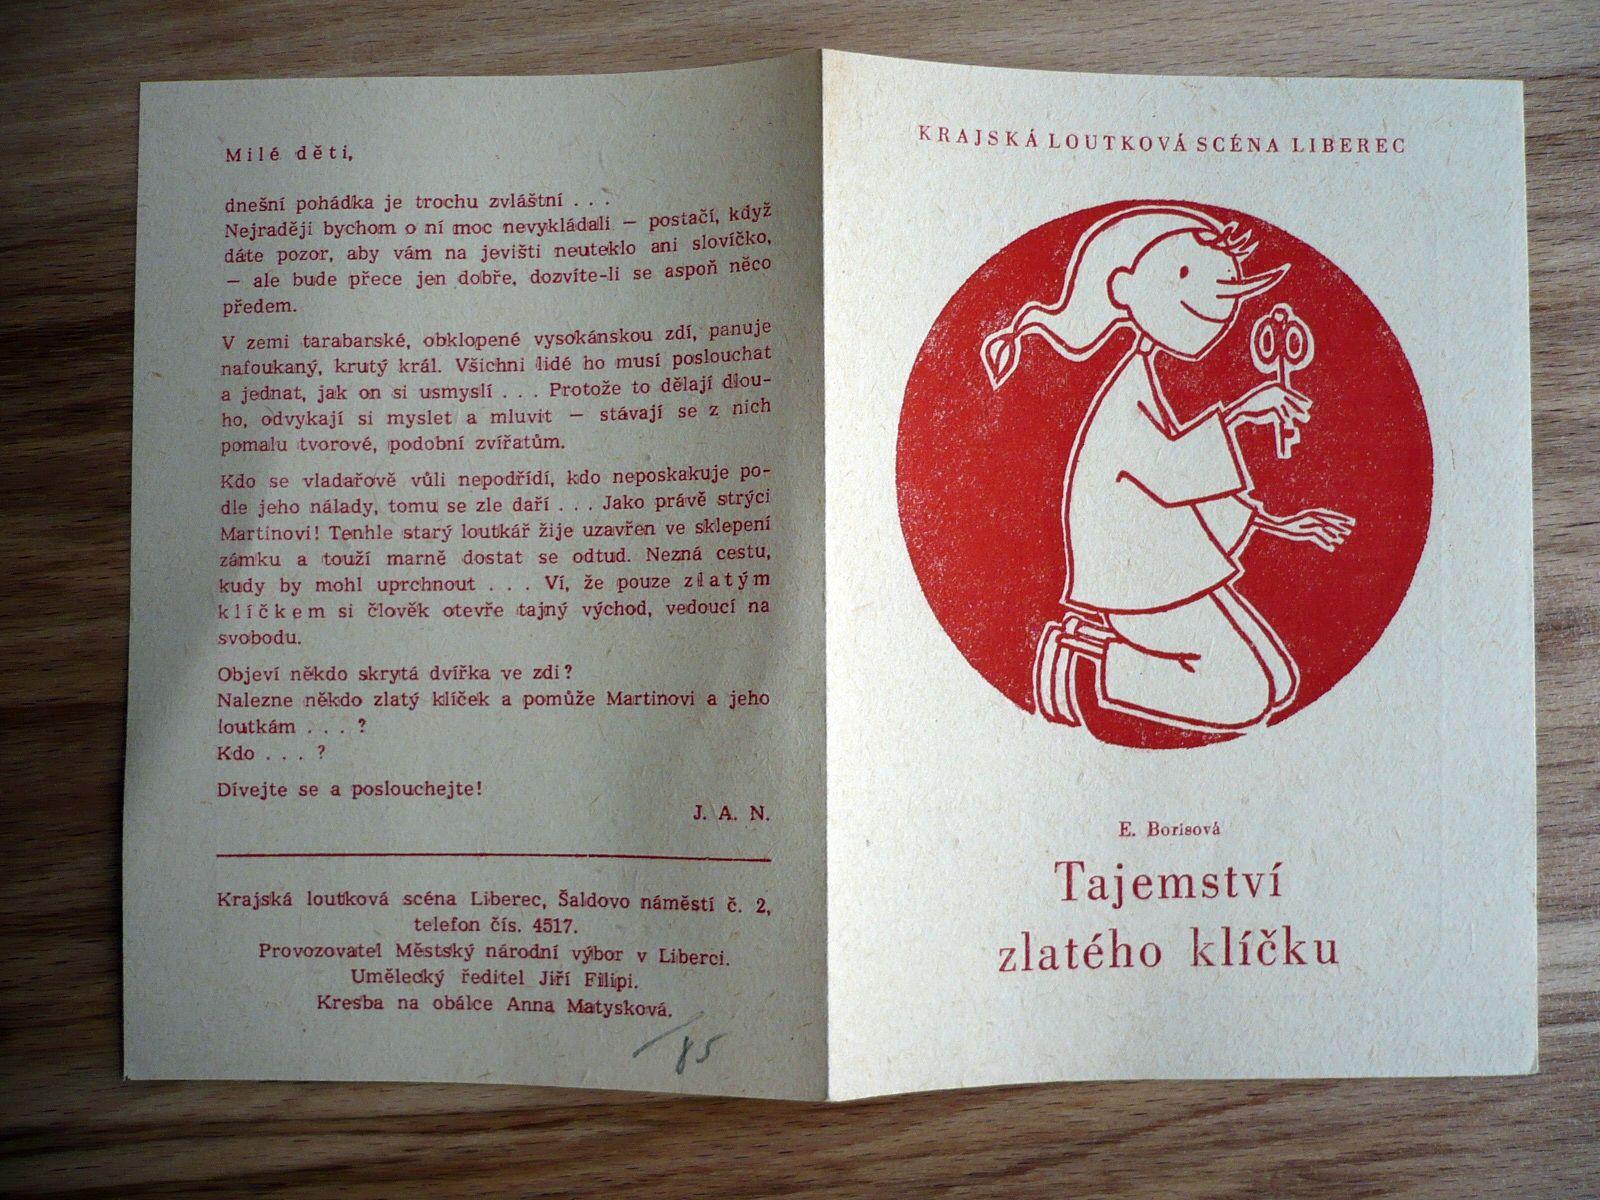 Milé děti,
dnešní pohádka je trochu zvláštní . . .
Nejraději bychom o ní moc nevykládali — postačí, když
dáte pozor, aby vám na jevišti neuteklo ani slovíčko,
— ale bude přece jen dobře, dozvíte-li se aspoň něco
předem.
V zemi tarabarské, obklopené vysokánskou zdí, panuje
nafoukaný, krutý král. Všichni lidé ho musí poslouchat
a jednat, jak on si usmyslí . . . Protože to dělají dlou-
ho, odvykají si myslet a mluvit — stávají se z nich
pomalu tvorové, podobní zvířatům.
Kdo se vladařově vůli nepodřídí, kdo neposkakuje po-
dle jeho nálady, tomu se zle daří . . . Jako právě strýci
Martinovi! Tenhle starý loutkář žije uzavřen ve sklepení
zámku a touží marně dostat se odtud. Nezná cestu,
kudy by mohl uprchnout . . . Ví, že pouze zlatým
klíčkem si člověk otevře tajný východ, vedoucí na
svobodu.
Objeví někdo skrytá dvířka ve zdi?
Nalezne někdo zlatý klíček a pomůže Martinovi a jeho
loutkám . . . ?
Kdo . . . ?
Dívejte se a poslouchejte!
J. A. N.
Krajská loutková scéna Liberec, Šaldovo náměstí č. 2,
telefon čís. 4517.
Provozovatel Městský národní výbor v Liberci.
Umělecký ředitel Jiří Filipi.
Kresba na obálce Anna Matysková.
/85
KRAJSKÁ LOUTKOVÁ SCÉNA LIBEREC
E. Borisová
Tajemství
zlatého klíčku